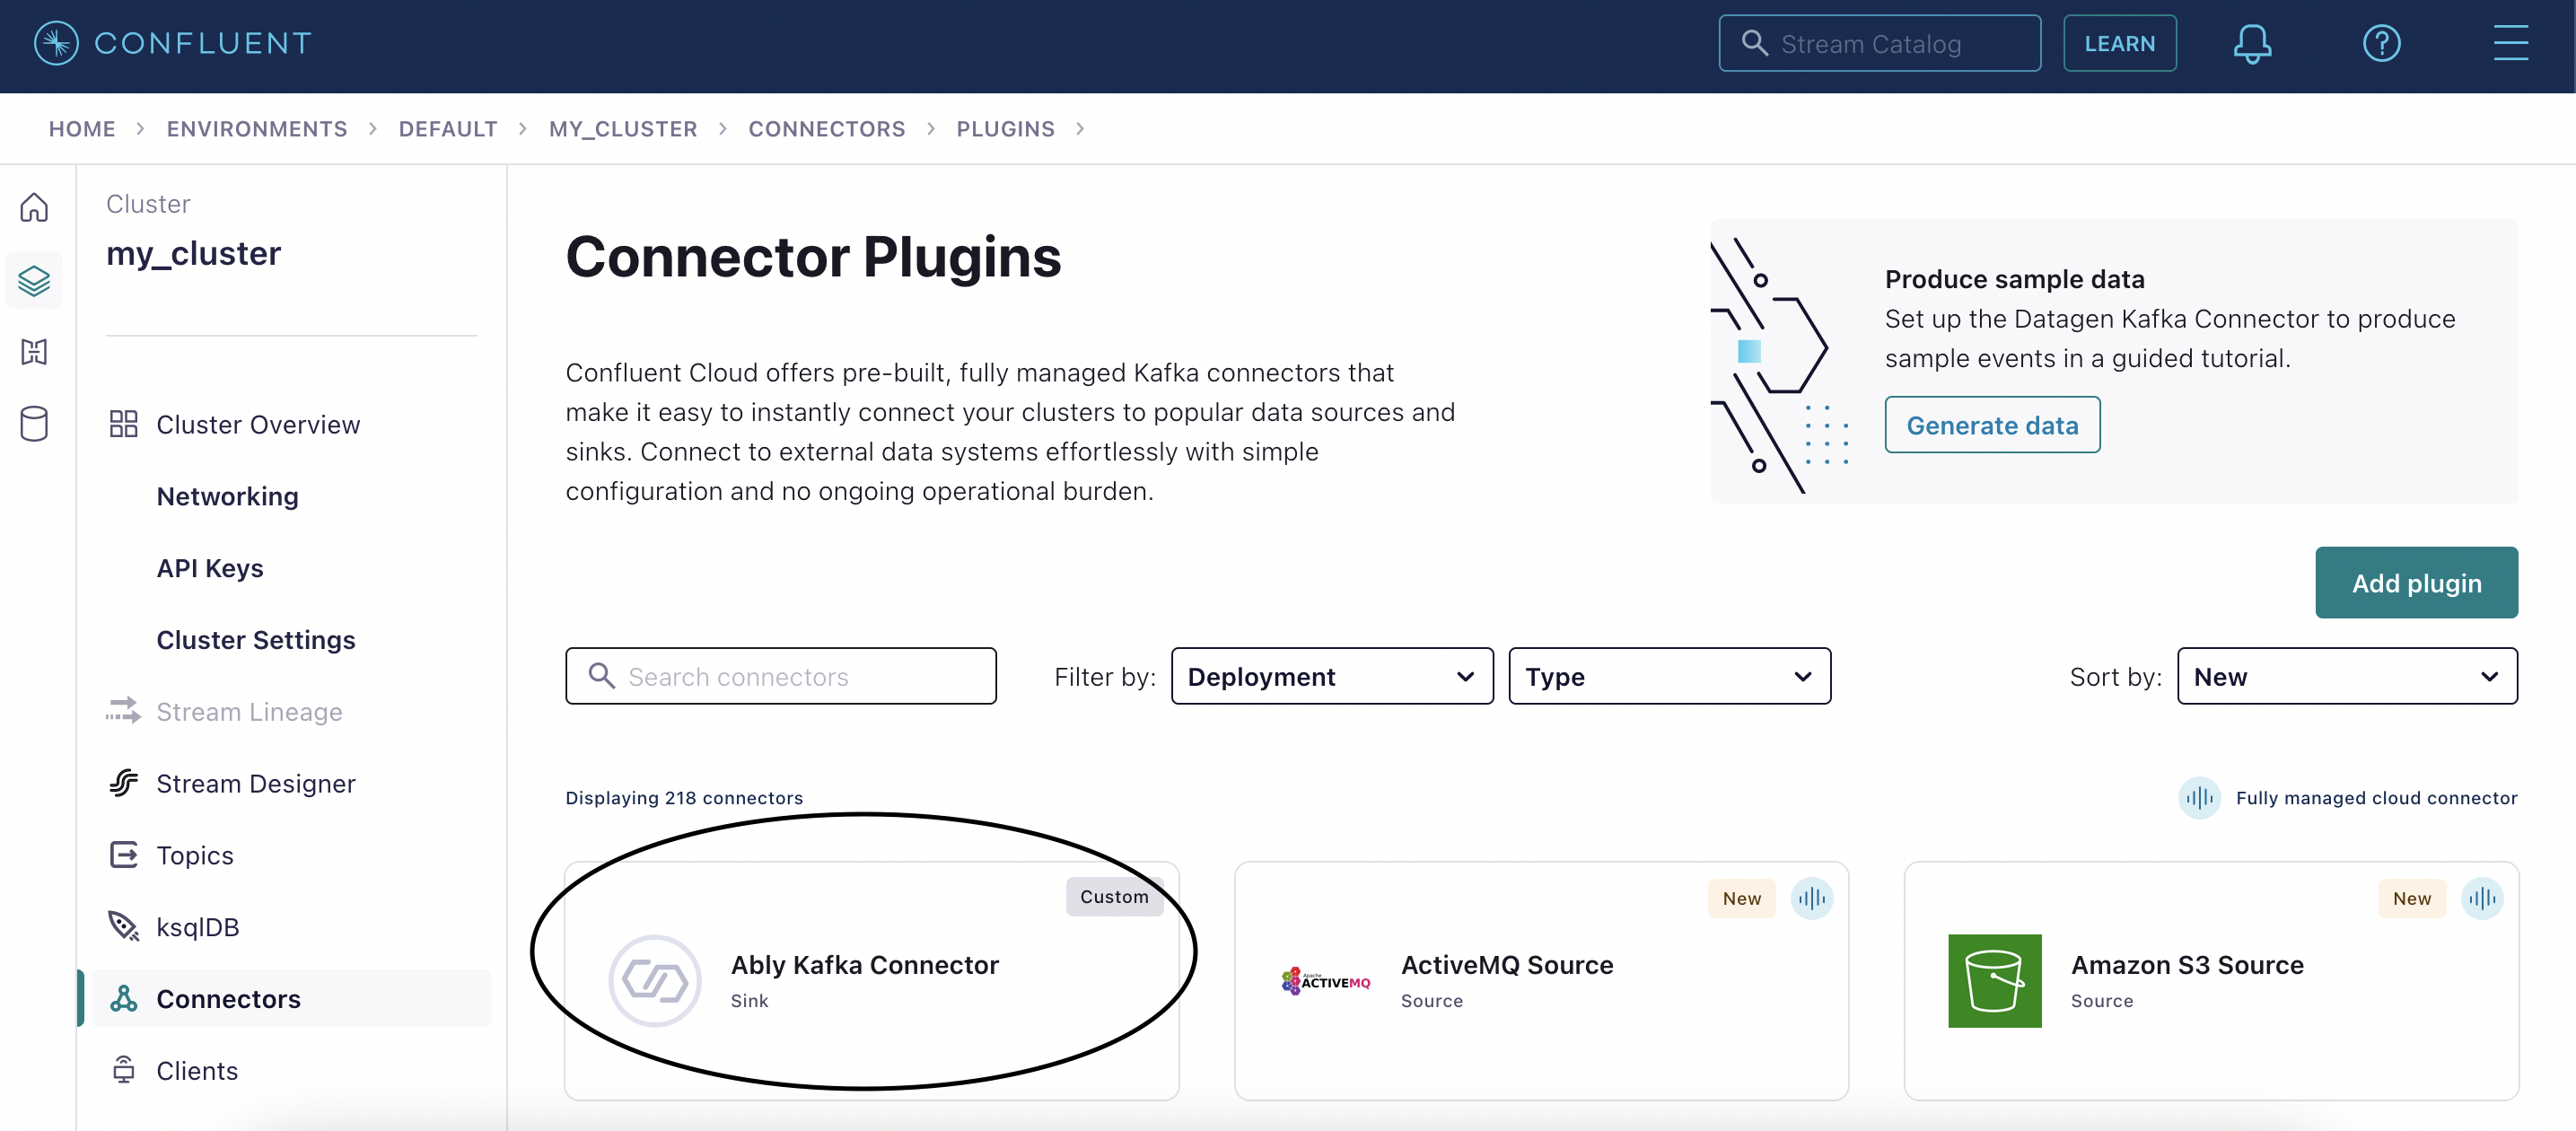 CONFLUENT
Stream Catalog
LEARN
HOME > ENVIRONMENTS > DEFAULT > MY_CLUSTER > CONNECTORS > PLUGINS >
Cluster
my_cluster
Cluster Overview
Networking
API Keys
Cluster Settings
Stream Lineage
Stream Designer
Topics
ksqlDB
Connectors
Clients
Connector Plugins
Confluent Cloud offers pre-built, fully managed Kafka connectors that
make it easy to instantly connect your clusters to popular data sources and
sinks. Connect to external data systems effortlessly with simple
configuration and no ongoing operational burden.
Produce sample data
Set up the Datagen Kafka Connector to produce
sample events in a guided tutorial.
Generate data
Add plugin
Search connectors
Filter by:
Deployment
Type
Sort by:
New
Displaying 218 connectors
Fully managed cloud connector
Custom
Ably Kafka Connector
Sink
New
Apache
ACTIVEMQ
ActiveMQ Source
Source
New
Amazon S3 Source
Source